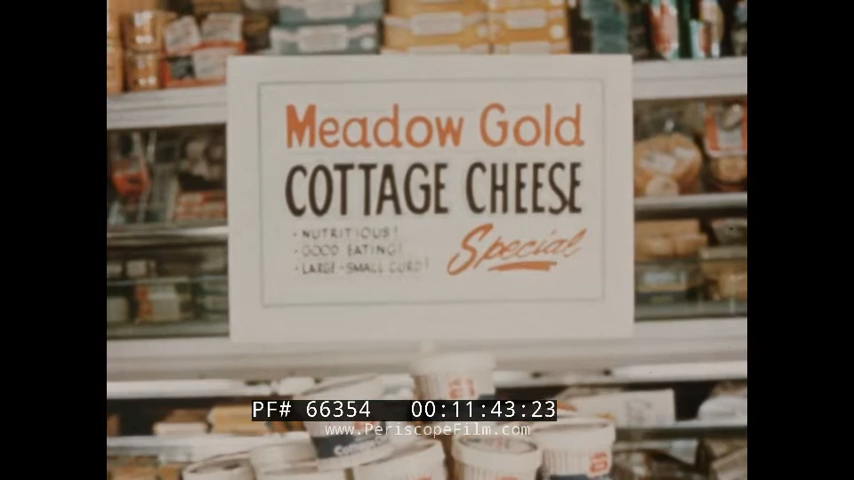 Meadow Gold
COTTAGE CHEESE
- NUTRITIOUS!
- GOOD EATING!
- LARGE-SMALL CURD!
Special
PF# 66354 00:11:43:23
www.PeriscopeFilm.com